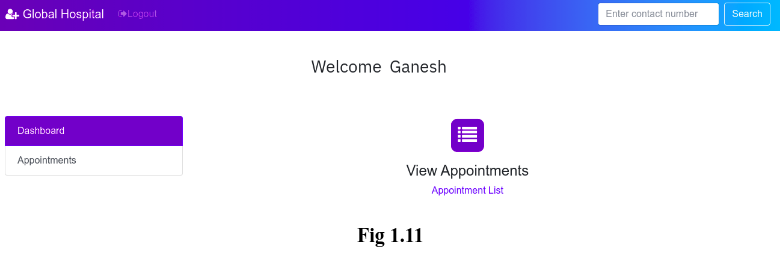 Global Hospital Logout Enter contact number Search
Welcome Ganesh
Dashboard
Appointments
View Appointments
Appointment List
Fig 1.11